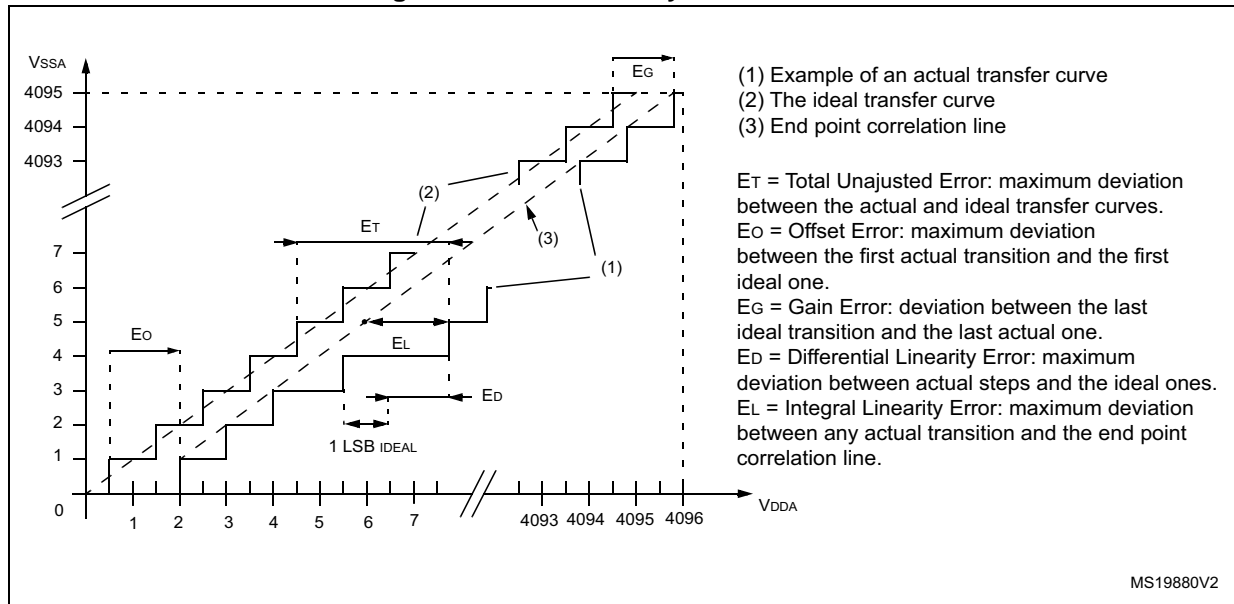 VSSA
EG
4095
4094
4093
(2)
ET
(3)
(1)
7
6
5
4
3
2
1
0
EO
EL
ED
1 LSB IDEAL
1 2 3 4 5 6 7 4093 4094 4095 4096
VDDA
(1) Example of an actual transfer curve
(2) The ideal transfer curve
(3) End point correlation line
ET = Total Unajusted Error: maximum deviation
between the actual and ideal transfer curves.
EO = Offset Error: maximum deviation
between the first actual transition and the first
ideal one.
EG = Gain Error: deviation between the last
ideal transition and the last actual one.
ED = Differential Linearity Error: maximum
deviation between actual steps and the ideal ones.
EL = Integral Linearity Error: maximum deviation
between any actual transition and the end point
correlation line.
MS19880V2